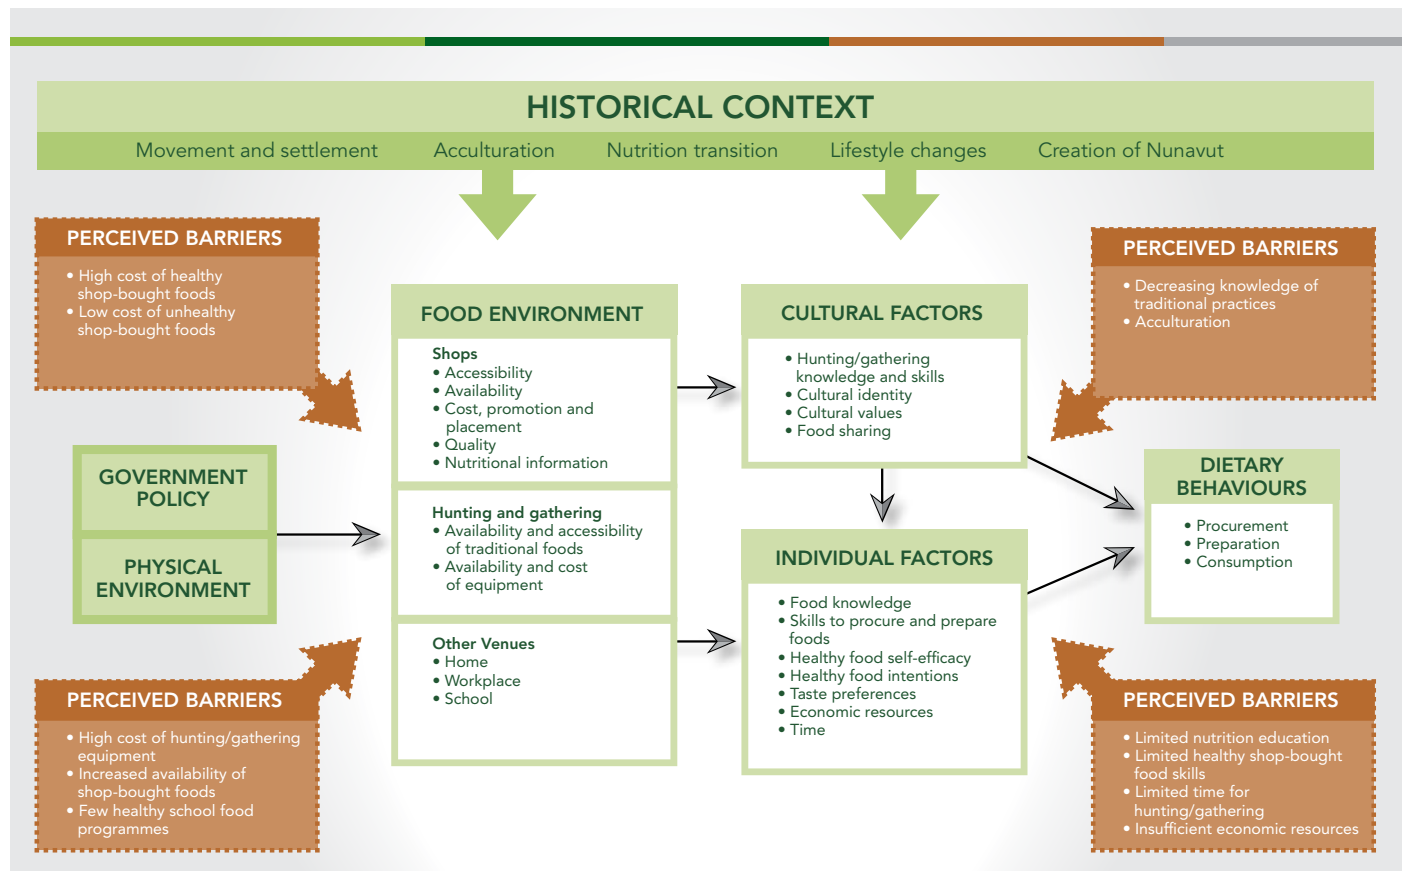 HISTORICAL CONTEXT
Movement and settlement Acculturation Nutrition transition Lifestyle changes Creation of Nunavut
PERCEIVED BARRIERS
• High cost of healthy
shop-bought foods
• Low cost of unhealthy
shop-bought foods
GOVERNMENT
POLICY
PHYSICAL
ENVIRONMENT
PERCEIVED BARRIERS
• High cost of hunting/gathering
equipment
• Increased availability of
shop-bought foods
• Few healthy school food
programmes
FOOD ENVIRONMENT
Shops
• Accessibility
• Availability
• Cost, promotion and
placement
• Quality
• Nutritional information
Hunting and gathering
• Availability and accessibility
of traditional foods
• Availability and cost
of equipment
Other Venues
• Home
• Workplace
• School
CULTURAL FACTORS
• Hunting/gathering
knowledge and skills
• Cultural identity
• Cultural values
• Food sharing
INDIVIDUAL FACTORS
• Food knowledge
• Skills to procure and prepare
foods
• Healthy food self-efficacy
• Healthy food intentions
• Taste preferences
• Economic resources
• Time
PERCEIVED BARRIERS
• Decreasing knowledge of
traditional practices
• Acculturation
DIETARY
BEHAVIOURS
• Procurement
• Preparation
• Consumption
PERCEIVED BARRIERS
• Limited nutrition education
• Limited healthy shop-bought
food skills
• Limited time for
hunting/gathering
• Insufficient economic resources